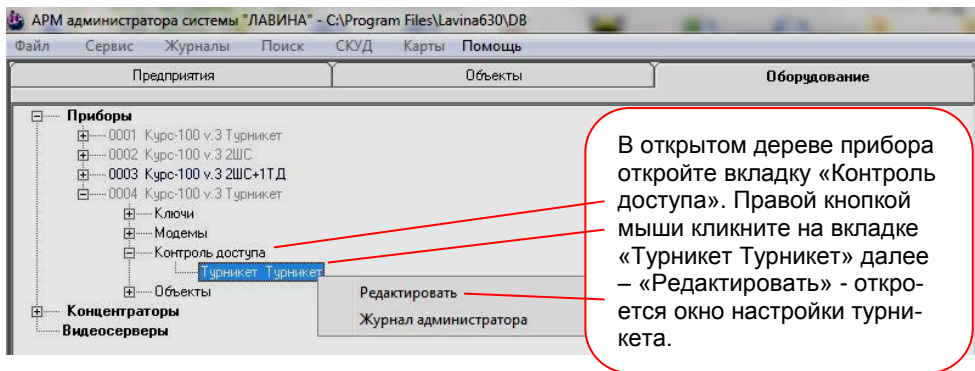 АРМ администратора системы "ЛАВИНА" - C:\Program Files\Lavina630\DB
Файл Сервис Журналы Поиск СКУД Карты Помощь
Предприятия Объекты Оборудование
Приборы
0001 Курс-100 v.3 Турникет
0002 Курс-100 v.3 2ШС
0003 Курс-100 v.3 2ШС+1ТД
0004 Курс-100 v.3 Турникет
Ключи
Модемы
Контроль доступа
Турникет Турникет
Объекты
Концентраторы
Видеосерверы
Редактировать
Журнал администратора
В открытом дереве прибора
откройте вкладку «Контроль
доступа». Правой кнопкой
мыши кликните на вкладке
«Турникет Турникет» далее
– «Редактировать» - откро-
ется окно настройки турни-
кета.